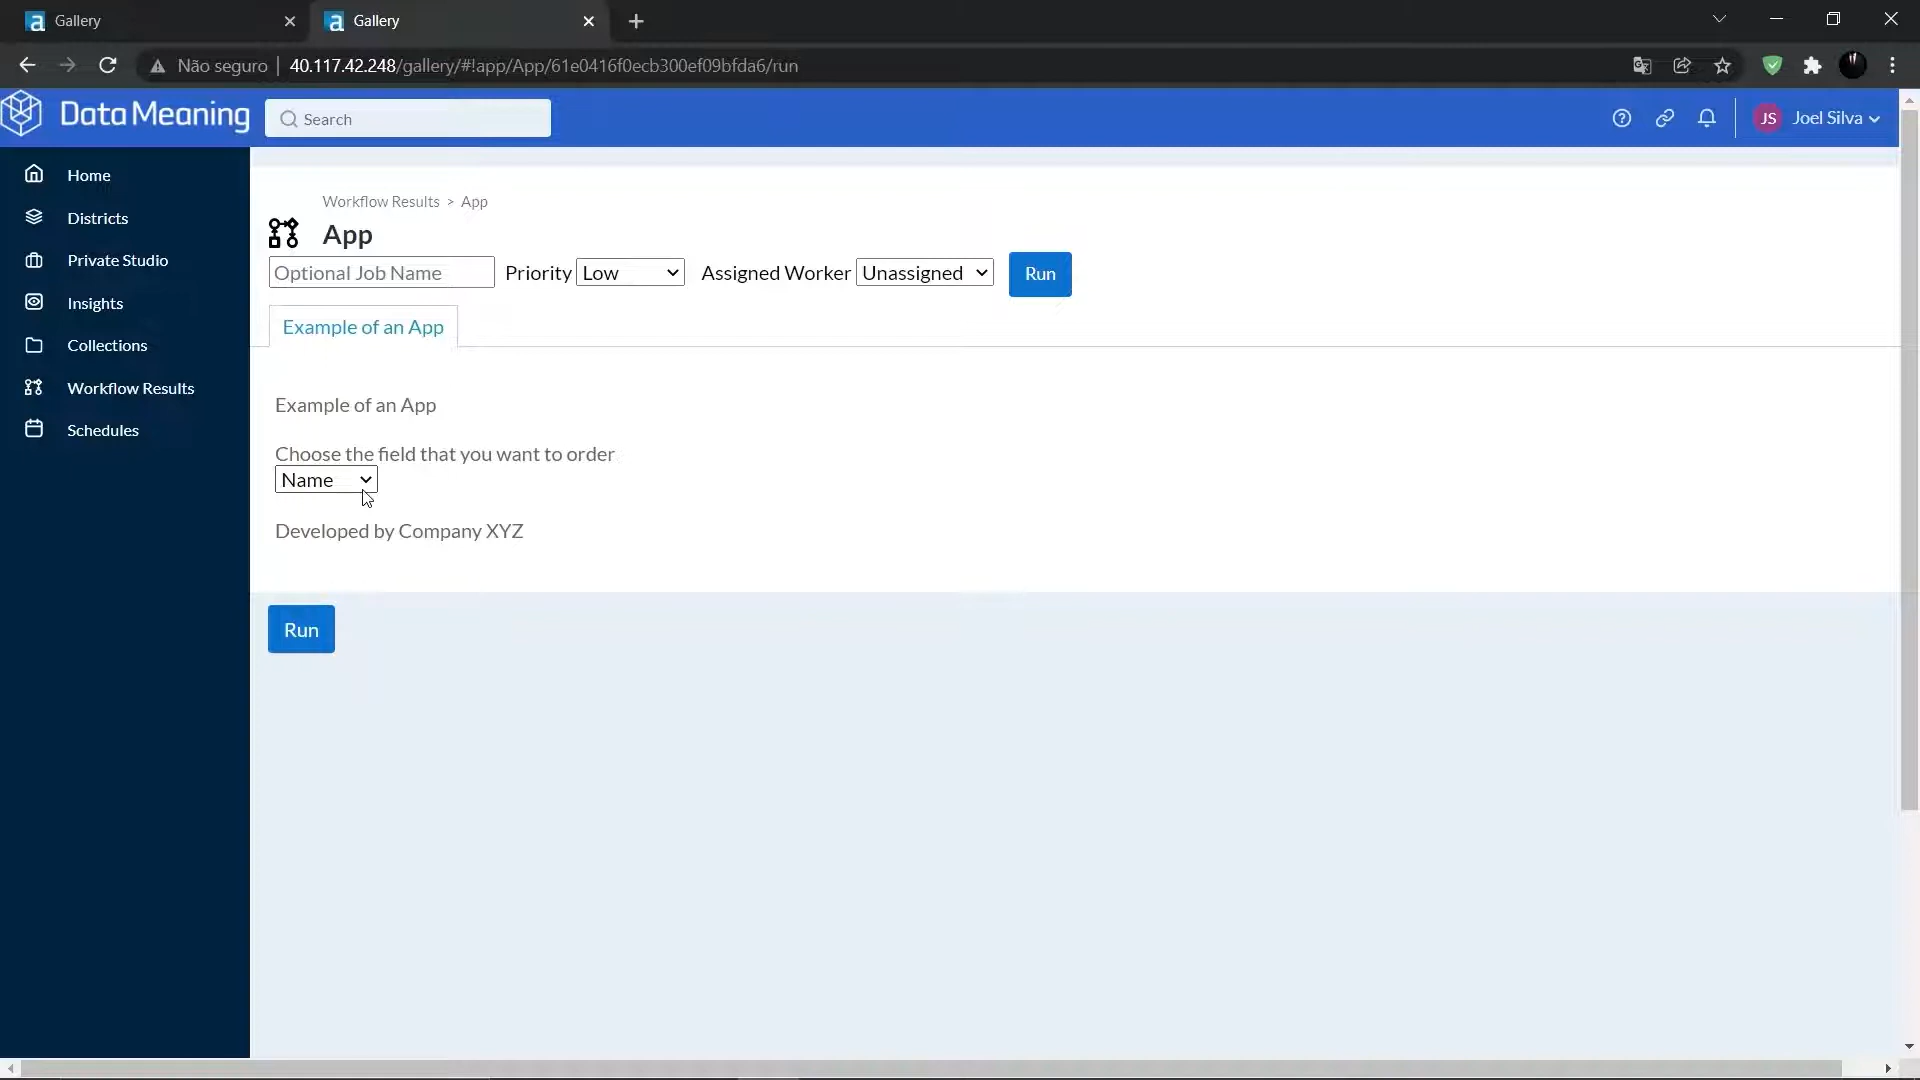 Gallery
Gallery
Não seguro | 40.117.42.248/gallery/#!app/App/61e0416f0ecb300ef09bfda6/run
Data Meaning
Search
JS Joel Silva
Home
Districts
Private Studio
Insights
Collections
Workflow Results
Schedules
Workflow Results > App
App
Optional Job Name Priority Low Assigned Worker Unassigned Run
Example of an App
Example of an App
Choose the field that you want to order
Name
Developed by Company XYZ
Run